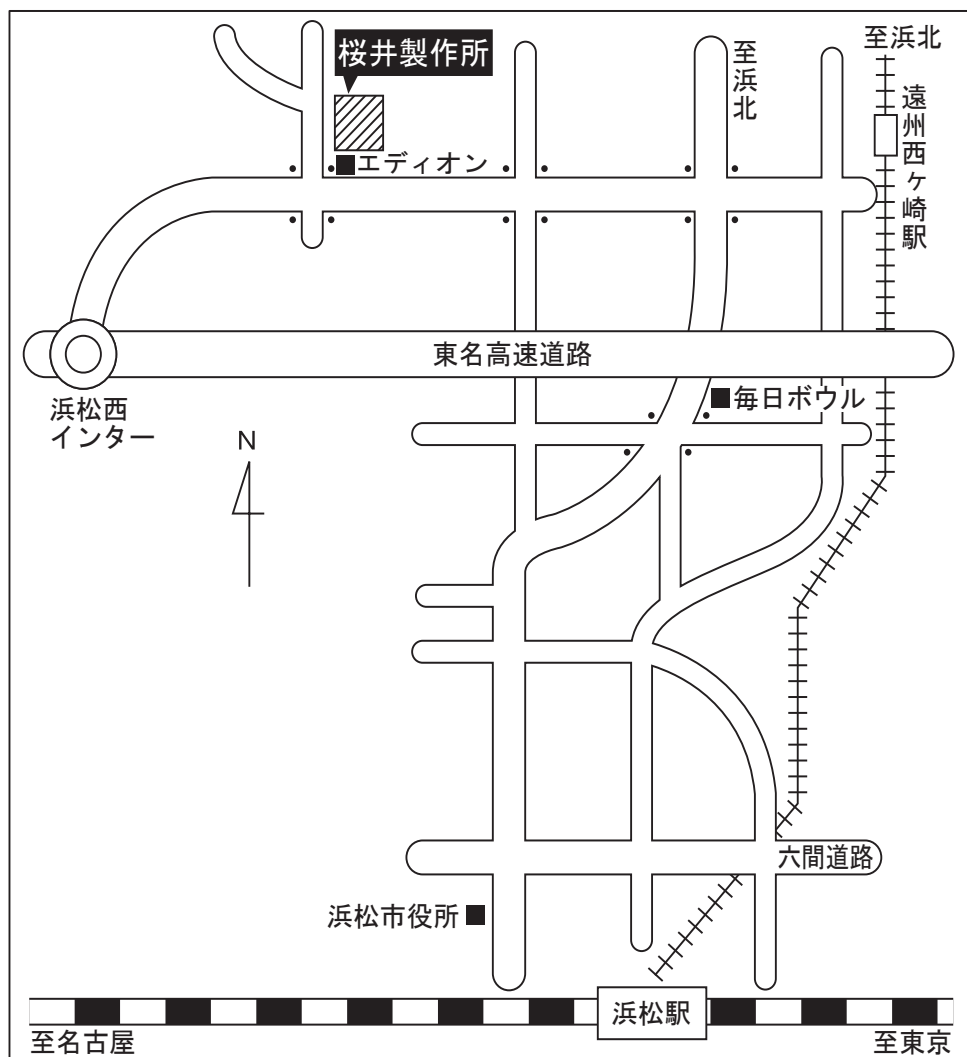 桜井製作所
至浜北
至浜北
遠州西ヶ崎駅
エディオン
東名高速道路
毎日ボウル
浜松西
インター
N
六間道路
浜松市役所
浜松駅
至名古屋
至東京